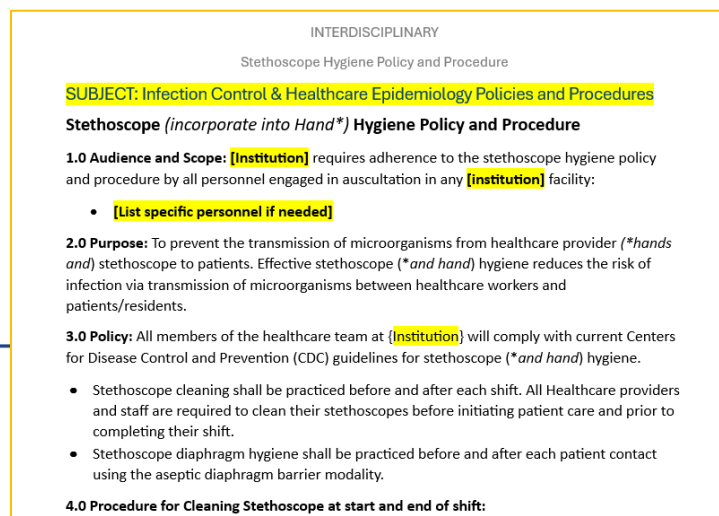 INTERDISCIPLINARY
Stethoscope Hygiene Policy and Procedure
SUBJECT: Infection Control & Healthcare Epidemiology Policies and Procedures
Stethoscope (incorporate into Hand*) Hygiene Policy and Procedure
1.0 Audience and Scope: [Institution] requires adherence to the stethoscope hygiene policy
and procedure by all personnel engaged in auscultation in any [institution] facility:
• [List specific personnel if needed]
2.0 Purpose: To prevent the transmission of microorganisms from healthcare provider (*hands
and) stethoscope to patients. Effective stethoscope (*and hand) hygiene reduces the risk of
infection via transmission of microorganisms between healthcare workers and
patients/residents.
3.0 Policy: All members of the healthcare team at {Institution} will comply with current Centers
for Disease Control and Prevention (CDC) guidelines for stethoscope (*and hand) hygiene.
• Stethoscope cleaning shall be practiced before and after each shift. All Healthcare providers
and staff are required to clean their stethoscopes before initiating patient care and prior to
completing their shift.
• Stethoscope diaphragm hygiene shall be practiced before and after each patient contact
using the aseptic diaphragm barrier modality.
4.0 Procedure for Cleaning Stethoscope at start and end of shift: